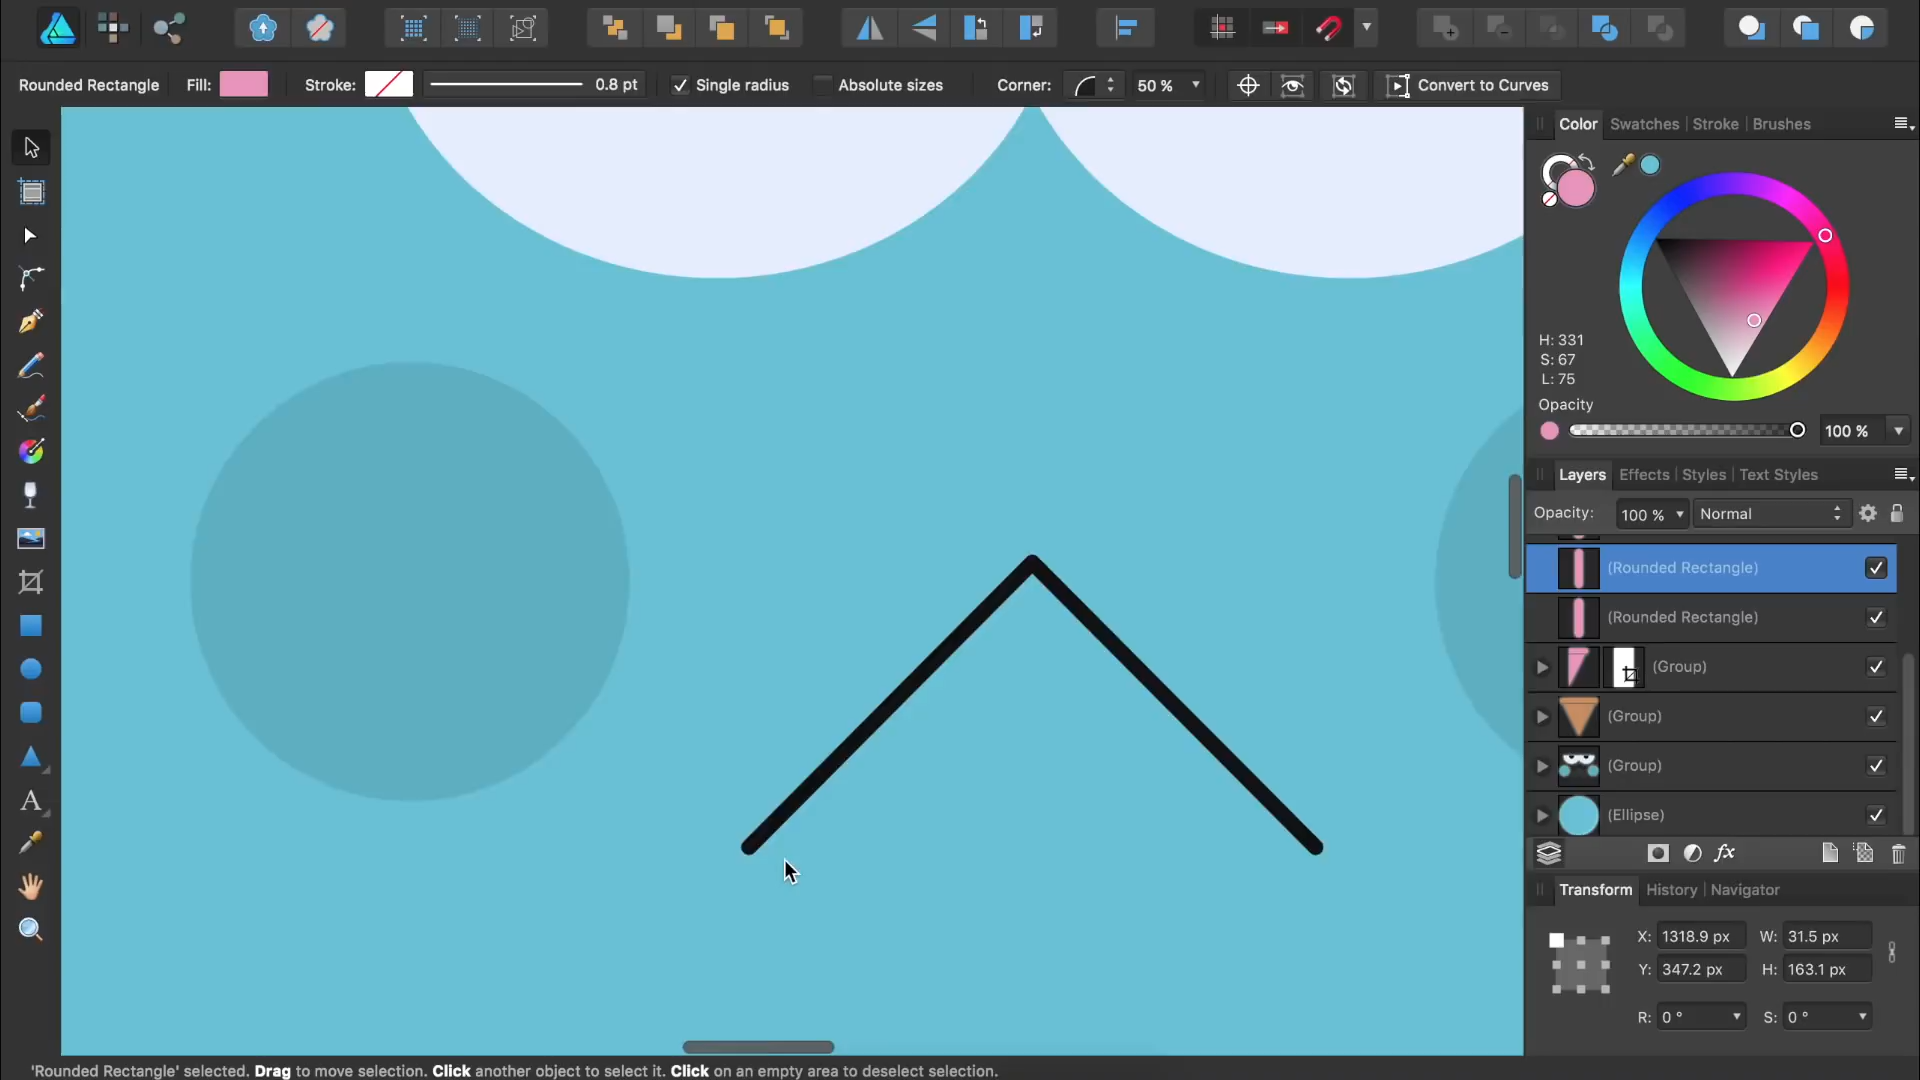 Rounded Rectangle Fill: Stroke: 0.8 pt Single radius Absolute sizes Corner: 50 % Convert to Curves
Color Swatches Stroke Brushes
H: 331
S: 67
L: 75
Opacity
100 %
Layers Effects Styles Text Styles
Opacity: 100 % Normal
(Rounded Rectangle)
(Rounded Rectangle)
(Group)
(Group)
(Group)
(Ellipse)
fx
Transform History Navigator
X: 1318.9 px W: 31.5 px
Y: 347.2 px H: 163.1 px
R: 0 ° S: 0 °
A
'Rounded Rectangle' selected. Drag to move selection. Click another object to select it. Click on an empty area to deselect selection.